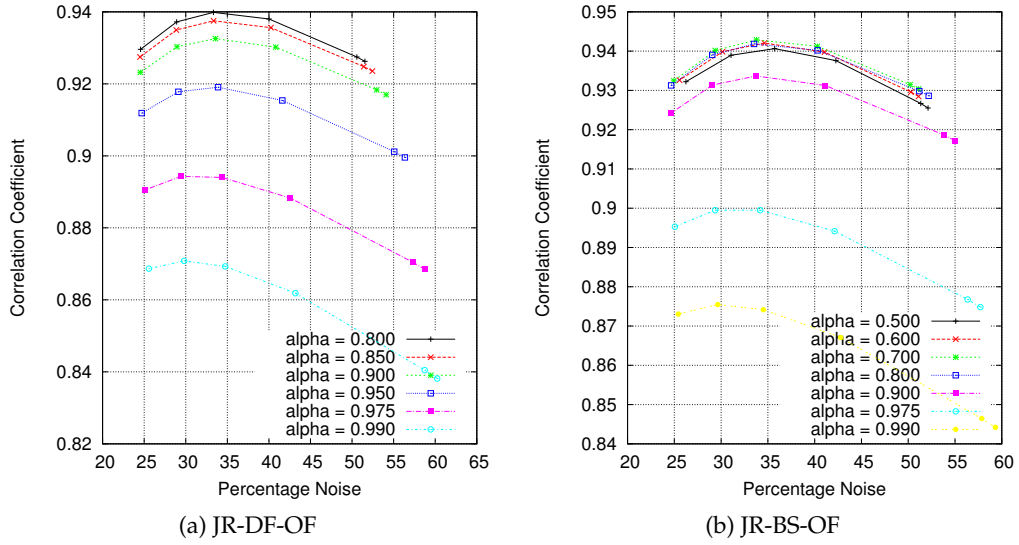 0.94
0.92
0.9
0.88
0.86
0.84
0.82
Correlation Coefficient
alpha = 0.800
alpha = 0.850
alpha = 0.900
alpha = 0.950
alpha = 0.975
alpha = 0.990
20 25 30 35 40 45 50 55 60 65
Percentage Noise
(a) JR-DF-OF
0.95
0.94
0.93
0.92
0.91
0.9
0.89
0.88
0.87
0.86
0.85
0.84
Correlation Coefficient
alpha = 0.500
alpha = 0.600
alpha = 0.700
alpha = 0.800
alpha = 0.900
alpha = 0.975
alpha = 0.990
20 25 30 35 40 45 50 55 60
Percentage Noise
(b) JR-BS-OF